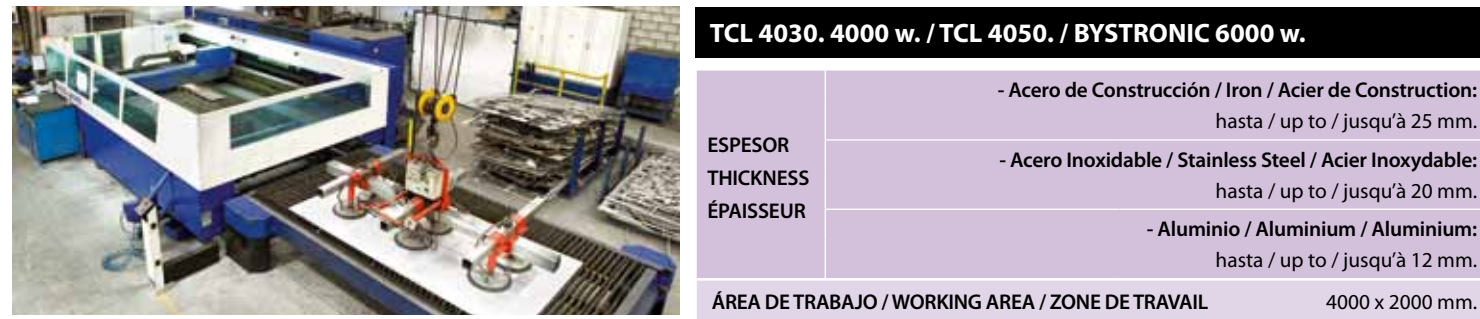 TCL 4030. 4000 w. / TCL 4050. / BYSTRONIC 6000 w.
ESPESOR
THICKNESS
ÉPAISSEUR
- Acero de Construcción / Iron / Acier de Construction:
hasta / up to / jusqu’à 25 mm.
- Acero Inoxidable / Stainless Steel / Acier Inoxydable:
hasta / up to / jusqu’à 20 mm.
- Aluminio / Aluminium / Aluminium:
hasta / up to / jusqu’à 12 mm.
ÁREA DE TRABAJO / WORKING AREA / ZONE DE TRAVAIL 4000 x 2000 mm.